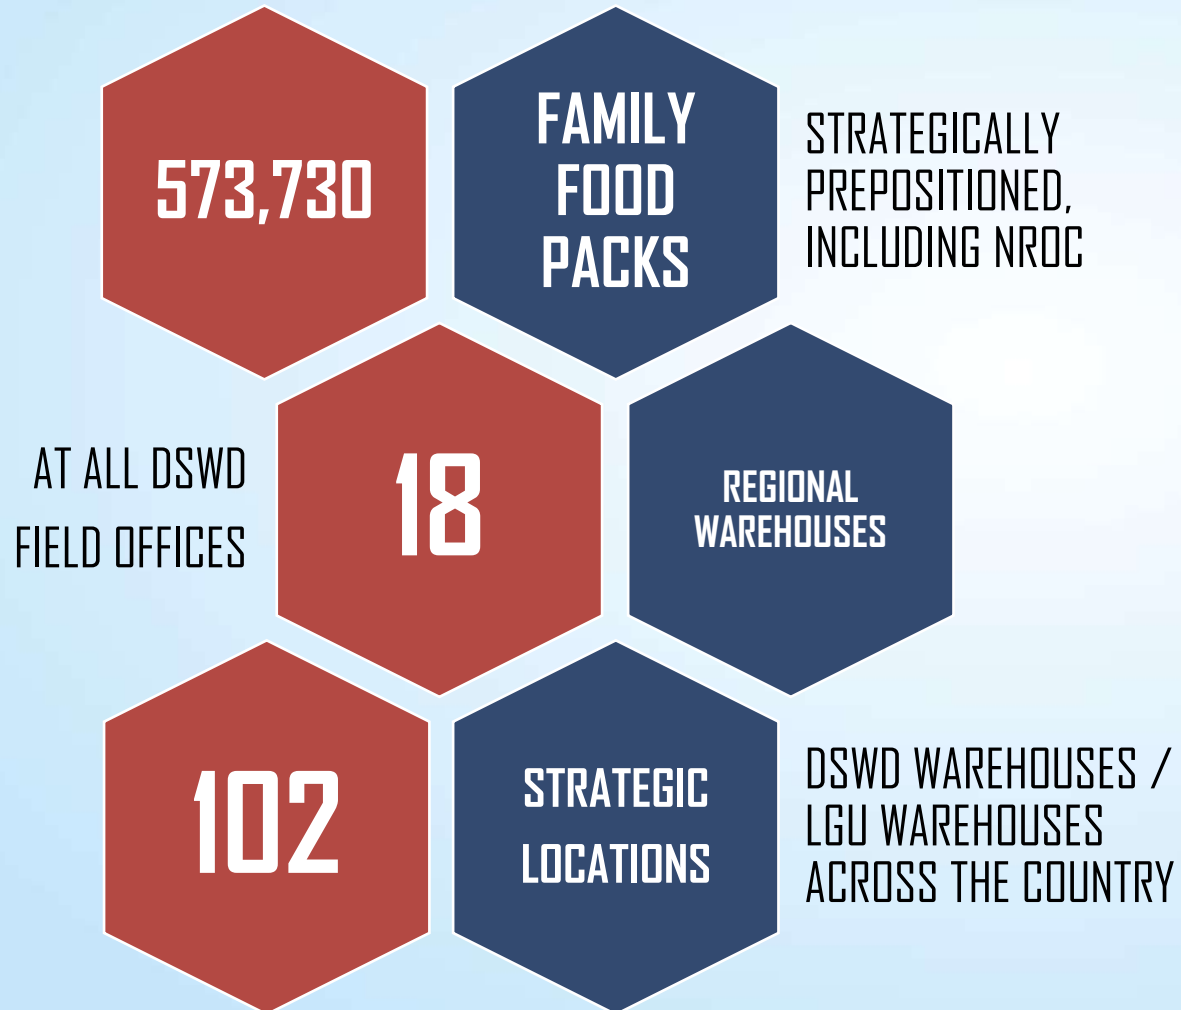 573,730
FAMILY
FOOD
PACKS
STRATEGICALLY
PREPOSITIONED,
INCLUDING NROC
AT ALL DSWD
FIELD OFFICES
18
REGIONAL
WAREHOUSES
102
STRATEGIC
LOCATIONS
DSWD WAREHOUSES /
LGU WAREHOUSES
ACROSS THE COUNTRY